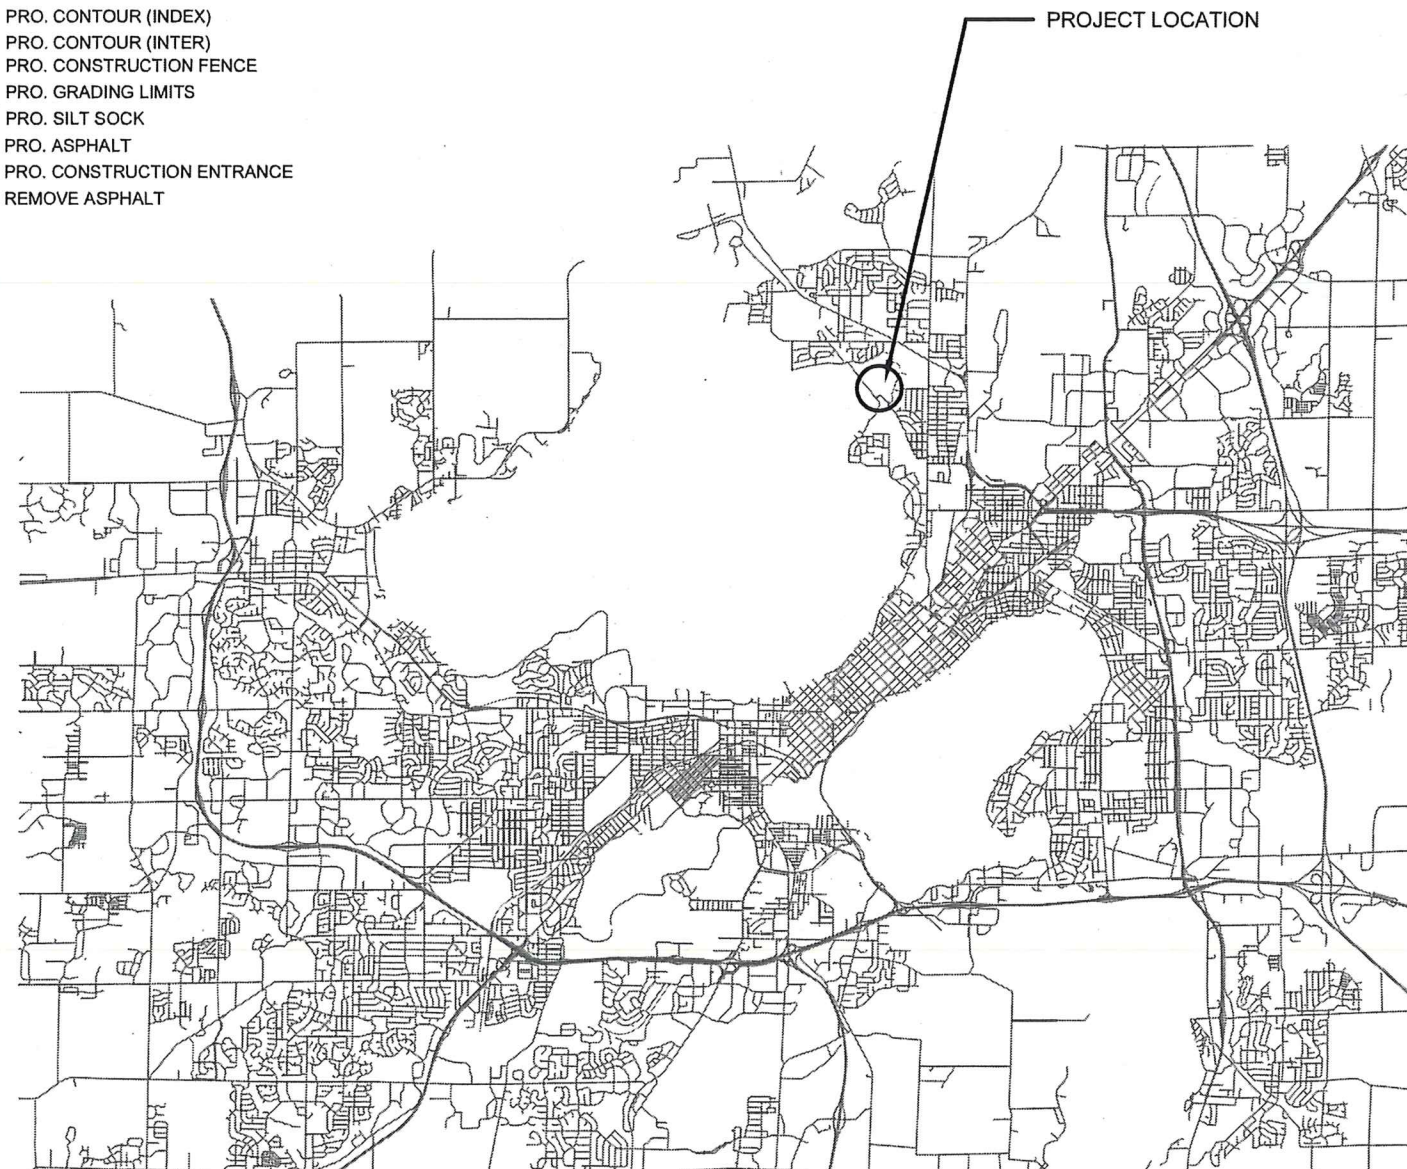 PRO. CONTOUR (INDEX)
PRO. CONTOUR (INTER)
PRO. CONSTRUCTION FENCE
PRO. GRADING LIMITS
PRO. SILT SOCK
PRO. ASPHALT
PRO. CONSTRUCTION ENTRANCE
REMOVE ASPHALT
PROJECT LOCATION